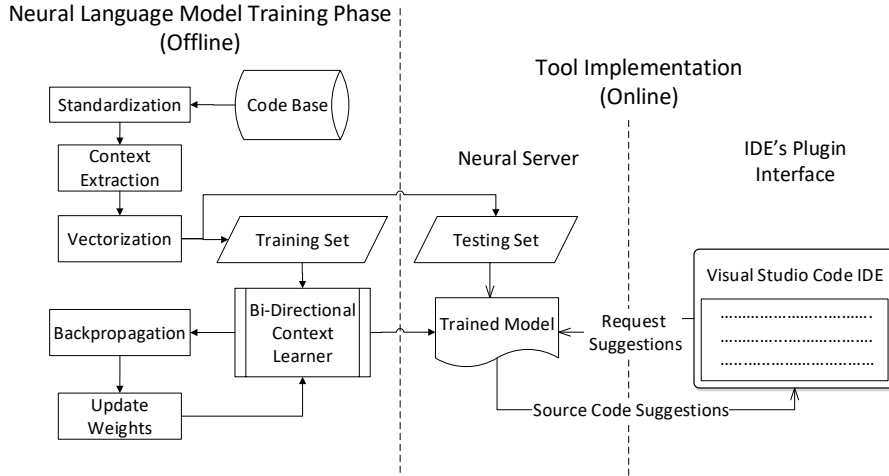 Neural Language Model Training Phase
(Offline)
Tool Implementation
(Online)
Standardization
Code Base
Context
Extraction
Neural Server
IDE's Plugin
Interface
Vectorization
Training Set
Testing Set
Visual Studio Code IDE
Backpropagation
Bi-Directional
Context
Learner
Trained Model
Request
Suggestions
Update
Weights
Source Code Suggestions